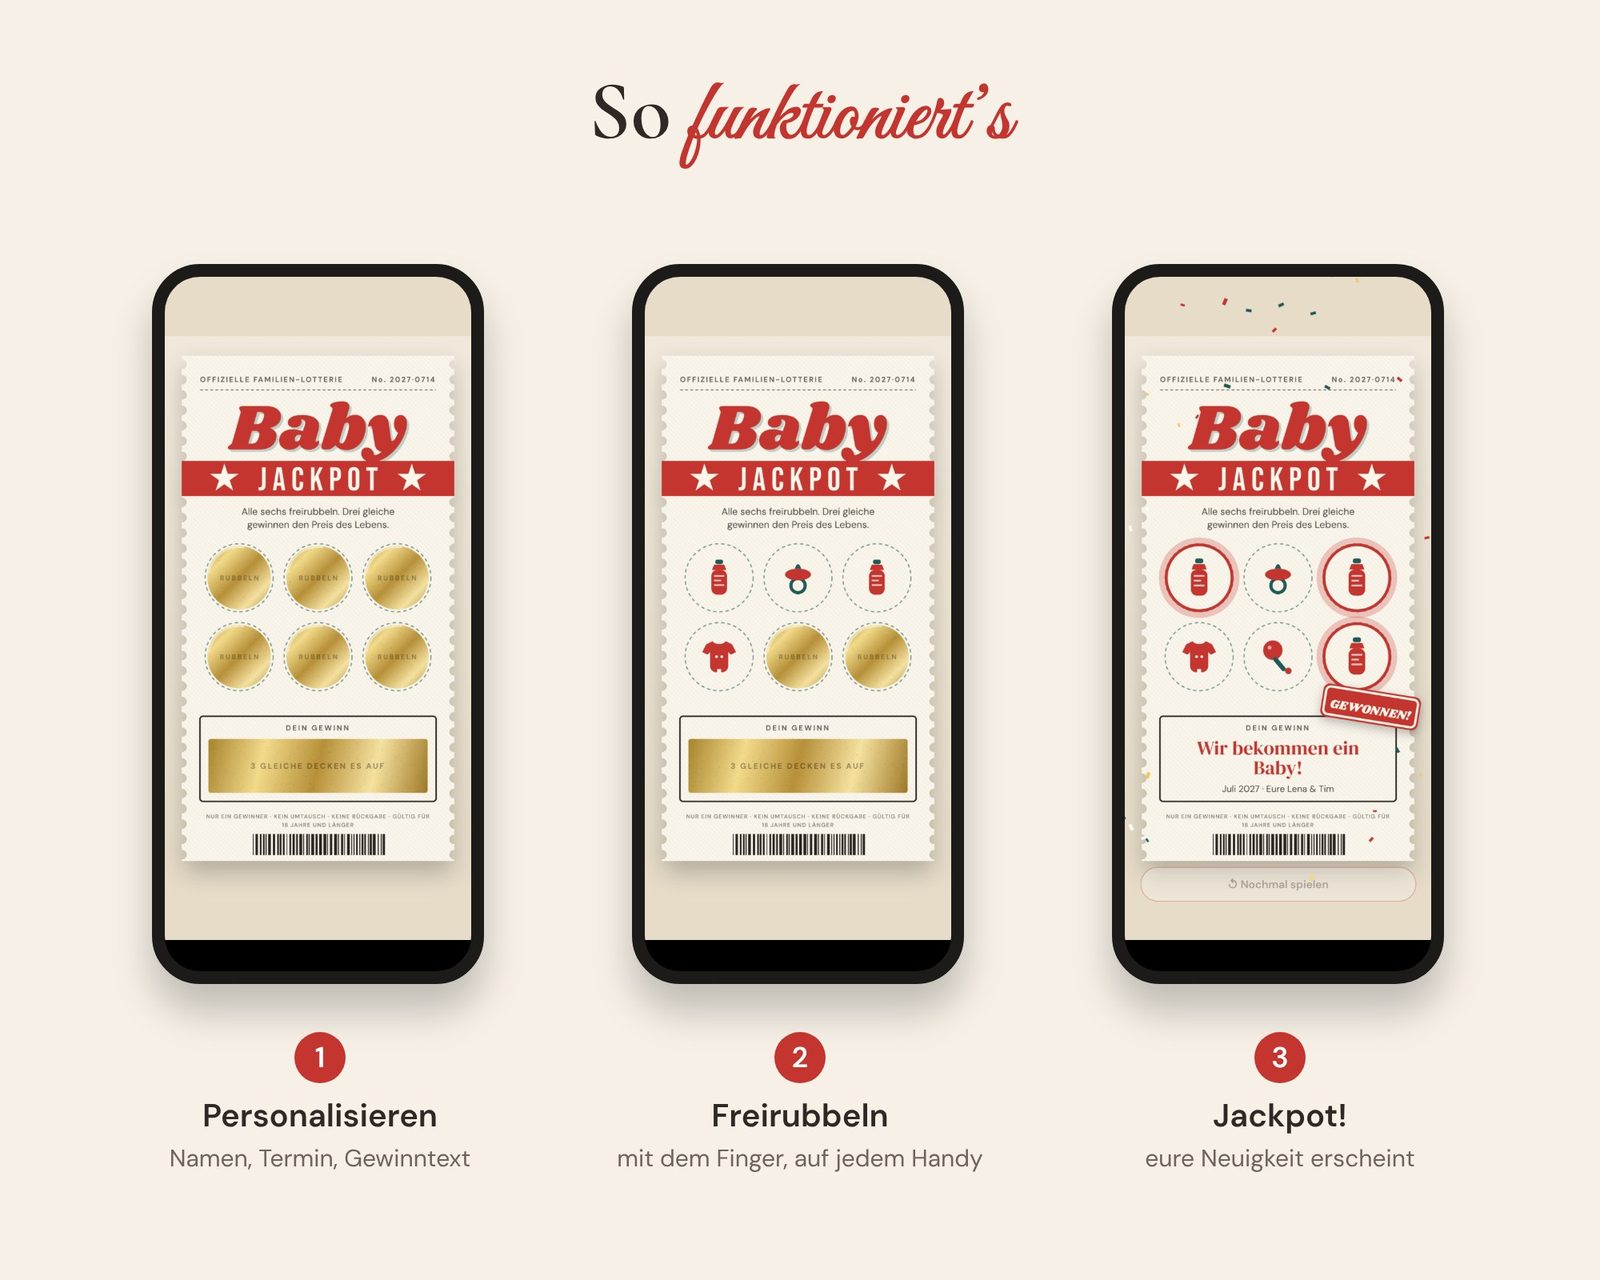 So funktioniert's
OFFIZIELLE FAMILIEN-LOTTERIE No. 2027-0714
Baby
★ JACKPOT ★
Alle sechs freirubbeln. Drei gleiche
gewinnen den Preis des Lebens.
RUBBELN RUBBELN RUBBELN
RUBBELN RUBBELN RUBBELN
DEIN GEWINN
3 GLEICHE DECKEN ES AUF
NUR EIN GEWINNER · KEIN UMTAUSCH · KEINE RÜCKGABE · GÜLTIG FÜR
18 JAHRE UND LÄNGER
1
Personalisieren
Namen, Termin, Gewinntext
OFFIZIELLE FAMILIEN-LOTTERIE No. 2027-0714
Baby
★ JACKPOT ★
Alle sechs freirubbeln. Drei gleiche
gewinnen den Preis des Lebens.
RUBBELN RUBBELN
DEIN GEWINN
3 GLEICHE DECKEN ES AUF
NUR EIN GEWINNER · KEIN UMTAUSCH · KEINE RÜCKGABE · GÜLTIG FÜR
18 JAHRE UND LÄNGER
2
Freirubbeln
mit dem Finger, auf jedem Handy
OFFIZIELLE FAMILIEN-LOTTERIE No. 2027-0714
Baby
★ JACKPOT ★
Alle sechs freirubbeln. Drei gleiche
gewinnen den Preis des Lebens.
GEWONNEN!
DEIN GEWINN
Wir bekommen ein
Baby!
Juli 2027 · Eure Lena & Tim
NUR EIN GEWINNER · KEIN UMTAUSCH · KEINE RÜCKGABE · GÜLTIG FÜR
18 JAHRE UND LÄNGER
Nochmal spielen
3
Jackpot!
eure Neuigkeit erscheint